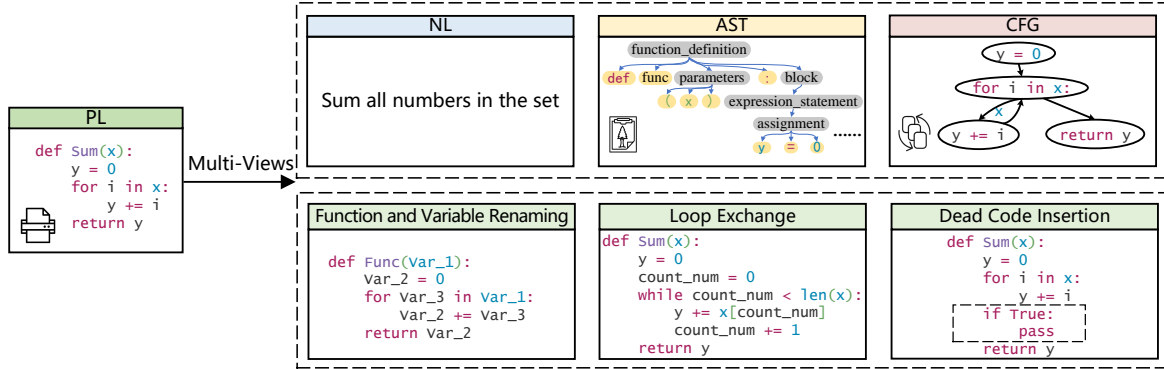 PL
def Sum(x):
y = 0
for i in x:
y += i
return y
Multi-Views
NL
Sum all numbers in the set
AST
function_definition
def func parameters : block
( x ) expression_statement
assignment
y = 0 ......
CFG
y = 0
for i in x:
x
y += i return y
Function and Variable Renaming
def Func(Var_1):
Var_2 = 0
for Var_3 in Var_1:
Var_2 += Var_3
return Var_2
Loop Exchange
def Sum(x):
y = 0
count_num = 0
while count_num < len(x):
y += x[count_num]
count_num += 1
return y
Dead Code Insertion
def Sum(x):
y = 0
for i in x:
y += i
if True:
pass
return y